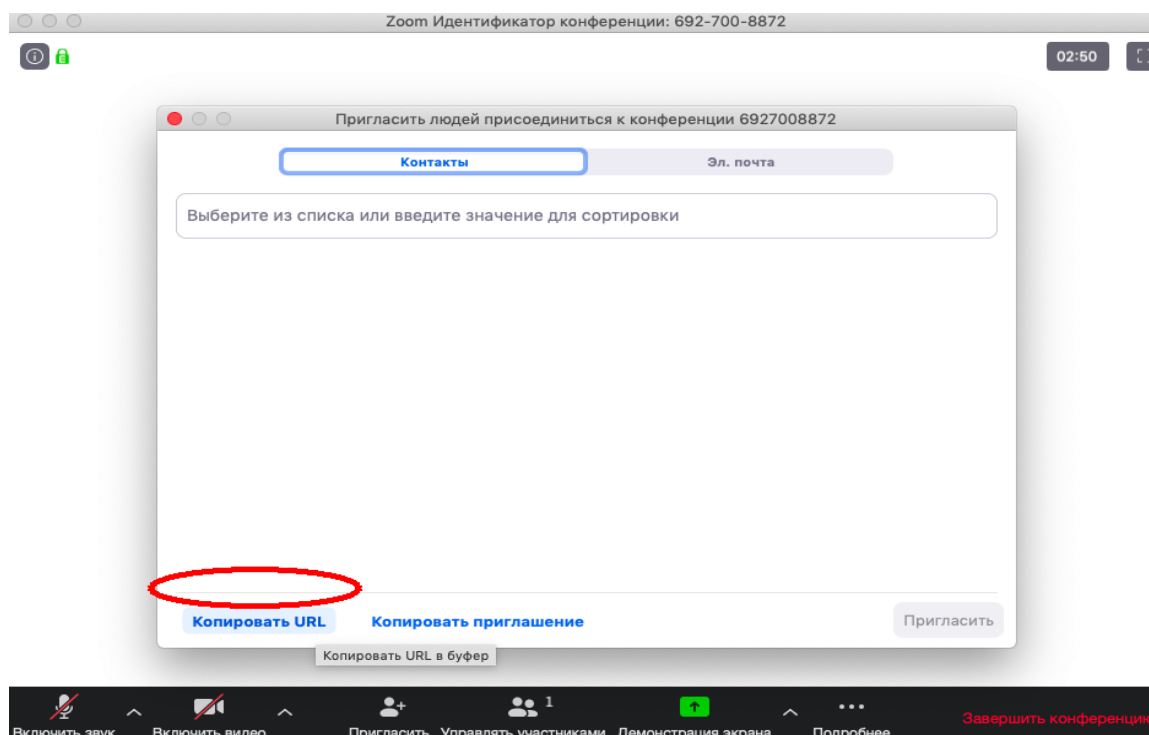 Zoom Идентификатор конференции: 692-700-8872
02:50
Пригласить людей присоединиться к конференции 6927008872
Контакты Эл. почта
Выберите из списка или введите значение для сортировки
Копировать URL Копировать приглашение Пригласить
Копировать URL в буфер
1
Завершить конференцию
Включить звук Включить видео Пригласить Управлять участниками Демонстрация экрана Подробнее